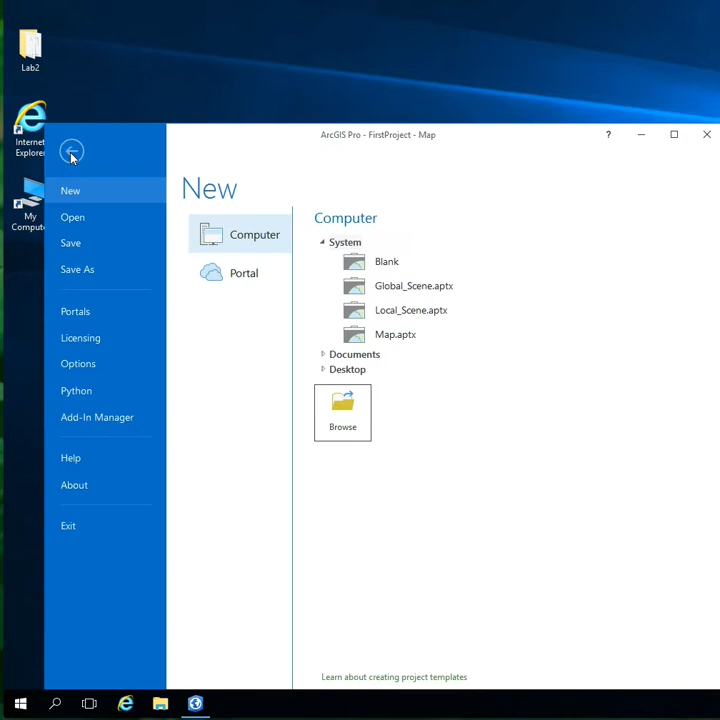 Lab2
Internet
Explorer
My
Compute
ArcGIS Pro - FirstProject - Map
?
New
Open
Save
Save As
Portals
Licensing
Options
Python
Add-In Manager
Help
About
Exit
New
Computer
Portal
Computer
System
Blank
Global_Scene.aptx
Local_Scene.aptx
Map.aptx
Documents
Desktop
Browse
Learn about creating project templates